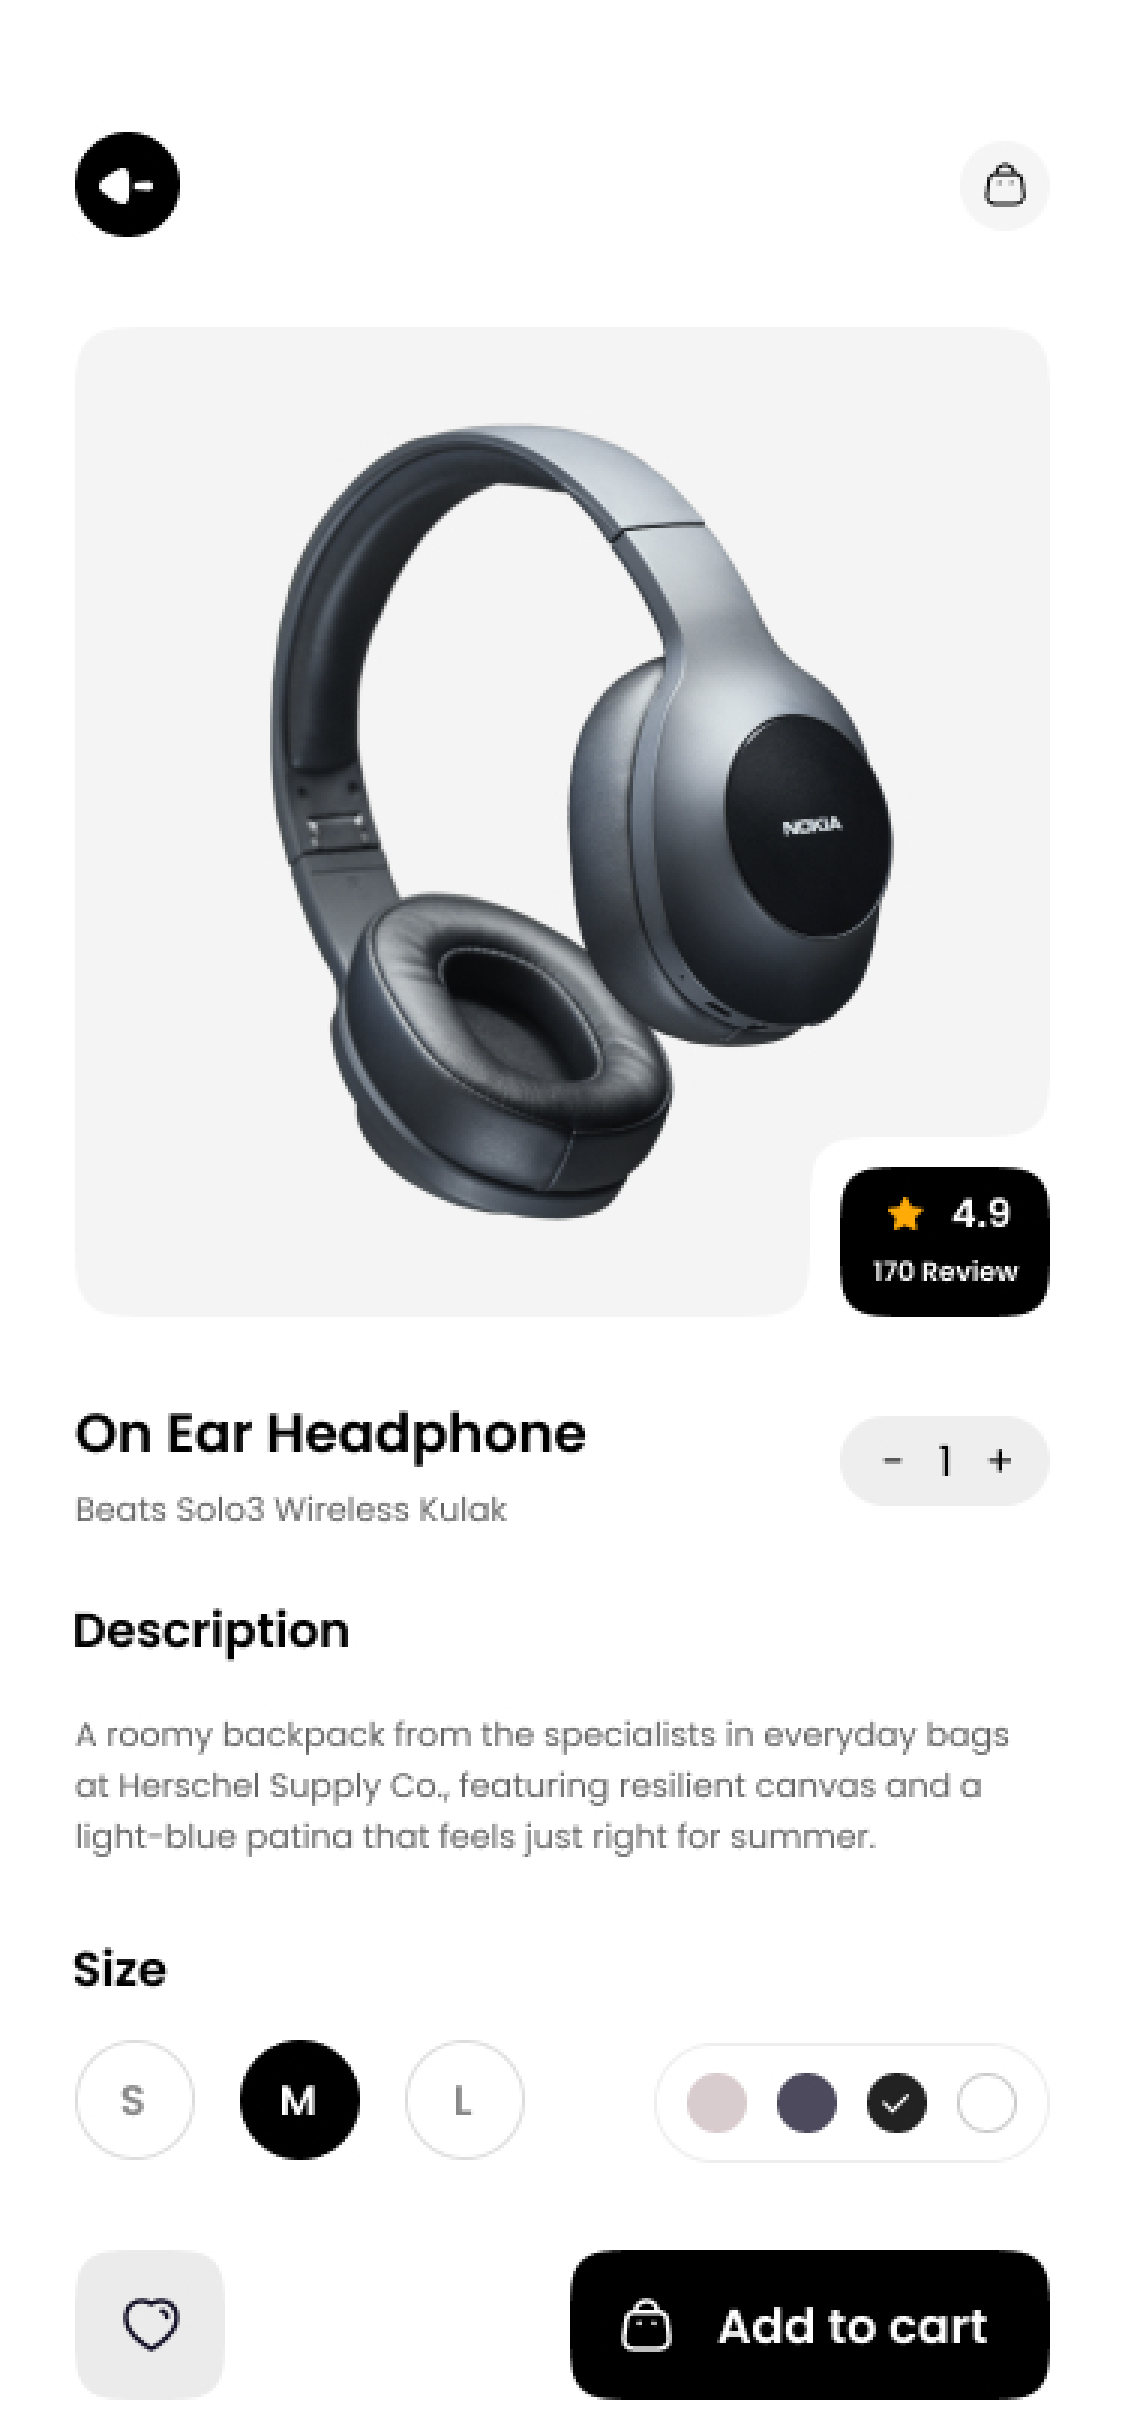 NOKIA
4.9
170 Review
On Ear Headphone
- 1 +
Beats Solo3 Wireless Kulak
Description
A roomy backpack from the specialists in everyday bags
at Herschel Supply Co., featuring resilient canvas and a
light-blue patina that feels just right for summer.
Size
S M L
Add to cart